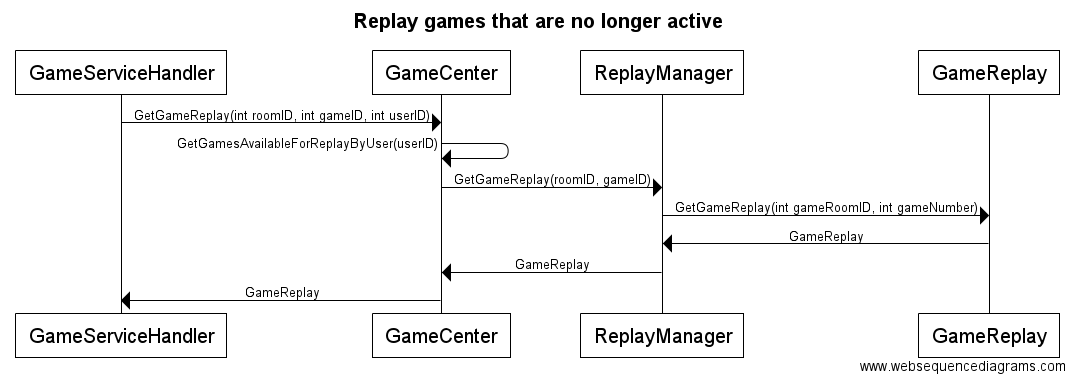 Replay games that are no longer active
GameServiceHandler
GameCenter
ReplayManager
GameReplay
GetGameReplay(int roomID, int gameID, int userID)
GetGamesAvailableForReplayByUser(userID)
GetGameReplay(roomID, gameID)
GetGameReplay(int gameRoomID, int gameNumber)
GameReplay
GameReplay
GameReplay
GameServiceHandler
GameCenter
ReplayManager
GameReplay
www.websequencediagrams.com